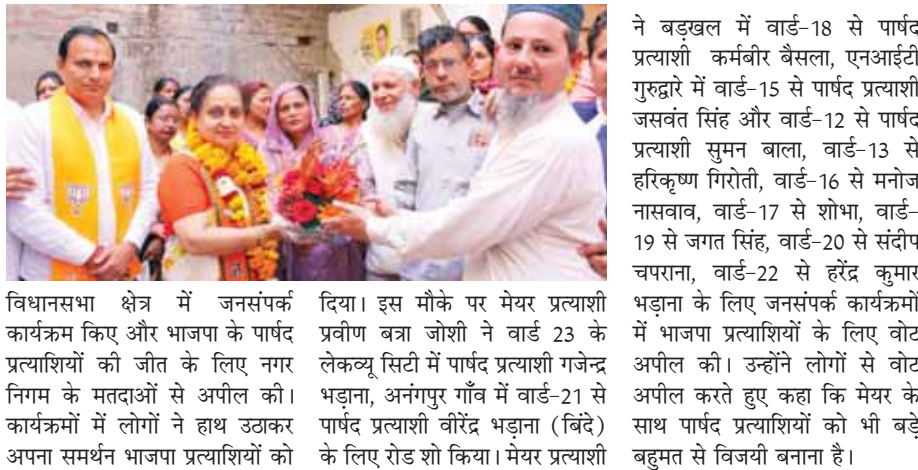 विधानसभा क्षेत्र में जनसंपर्क
कार्यक्रम किए और भाजपा के पार्षद
प्रत्याशियों की जीत के लिए नगर
निगम के मतदाओं से अपील की।
कार्यक्रमों में लोगों ने हाथ उठाकर
अपना समर्थन भाजपा प्रत्याशियों को
दिया। इस मौके पर मेयर प्रत्याशी
प्रवीण बत्रा जोशी ने वार्ड 23 के
लेकव्यू सिटी में पार्षद प्रत्याशी गजेन्द्र
भड़ाना, अनंगपुर गाँव में वार्ड-21 से
पार्षद प्रत्याशी वीरेंद्र भड़ाना (बिंदे)
के लिए रोड शो किया। मेयर प्रत्याशी
ने बड़खल में वार्ड-18 से पार्षद
प्रत्याशी कर्मबीर बैसला, एनआईटी
गुरुद्वारे में वार्ड-15 से पार्षद प्रत्याशी
जसवंत सिंह और वार्ड-12 से पार्षद
प्रत्याशी सुमन बाला, वार्ड-13 से
हरिकृष्ण गिरोती, वार्ड-16 से मनोज
नासवाव, वार्ड-17 से शोभा, वार्ड-
19 से जगत सिंह, वार्ड-20 से संदीप
चपराना, वार्ड-22 से हरेंद्र कुमार
भड़ाना के लिए जनसंपर्क कार्यक्रमों
में भाजपा प्रत्याशियों के लिए वोट
अपील की। उन्होंने लोगों से वोट
अपील करते हुए कहा कि मेयर के
साथ पार्षद प्रत्याशियों को भी बड़े
बहुमत से विजयी बनाना है।